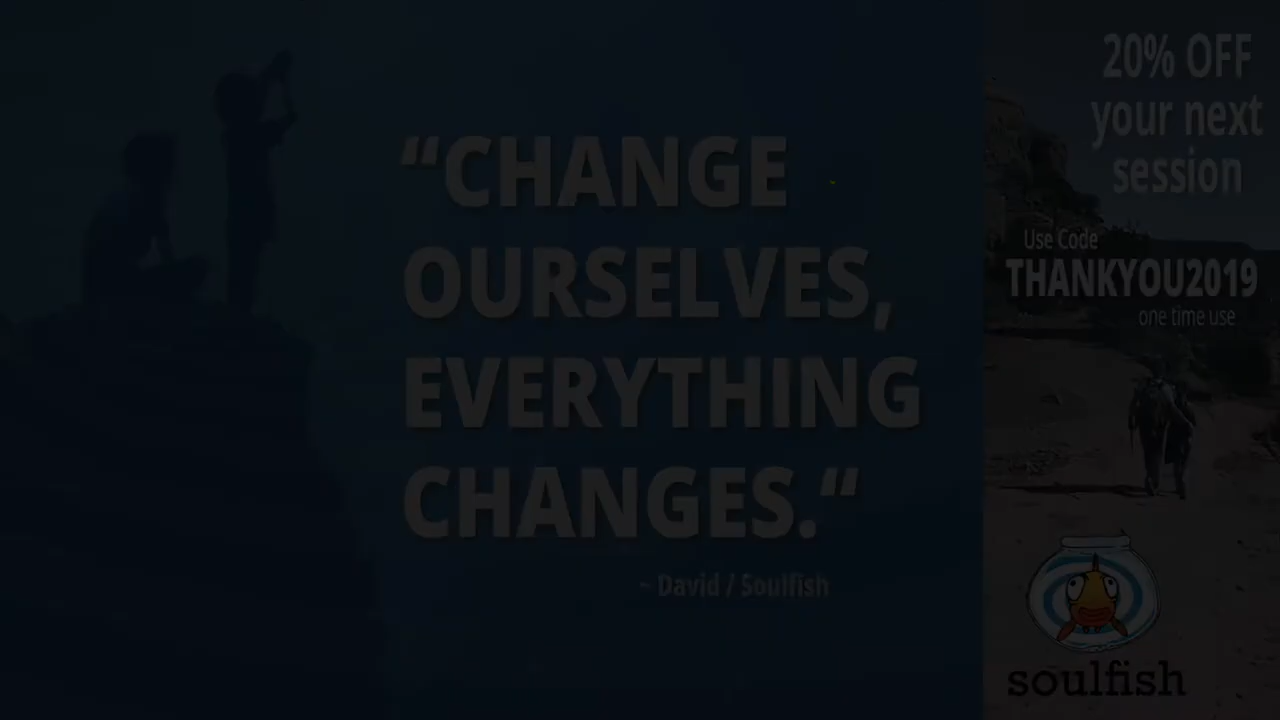 “CHANGE
OURSELVES,
EVERYTHING
CHANGES.“
~ David / Soulfish
20% OFF
your next
session
Use Code
THANKYOU2019
one time use
soulfish